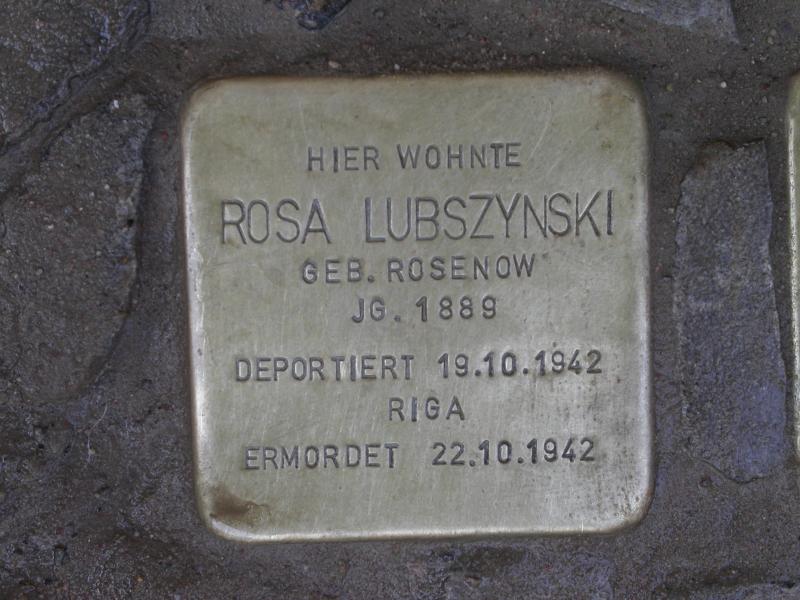 HIER WOHNTE
ROSA LUBSZYNSKI
GEB. ROSENOW
JG. 1889
DEPORTIERT 19.10.1942
RIGA
ERMORDET 22.10.1942